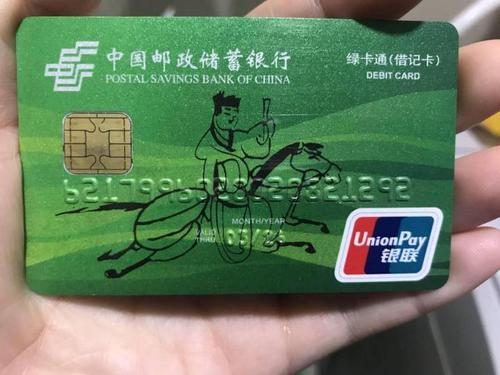 中国邮政储蓄银行
POSTAL SAVINGS BANK OF CHINA
绿卡通(借记卡)
DEBIT CARD
MONTH/YEAR
VALID
THRU
UnionPay
银联